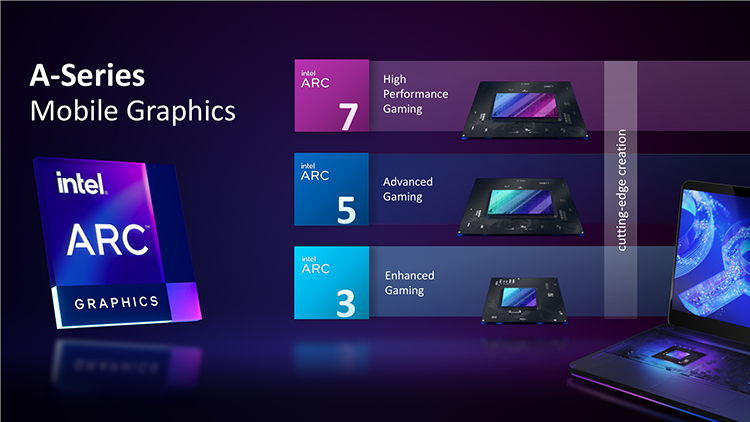 A-Series
Mobile Graphics
intel.
ARC™
GRAPHICS
intel
ARC
7
High
Performance
Gaming
intel
ARC
5
Advanced
Gaming
intel
ARC
3
Enhanced
Gaming
cutting-edge creation